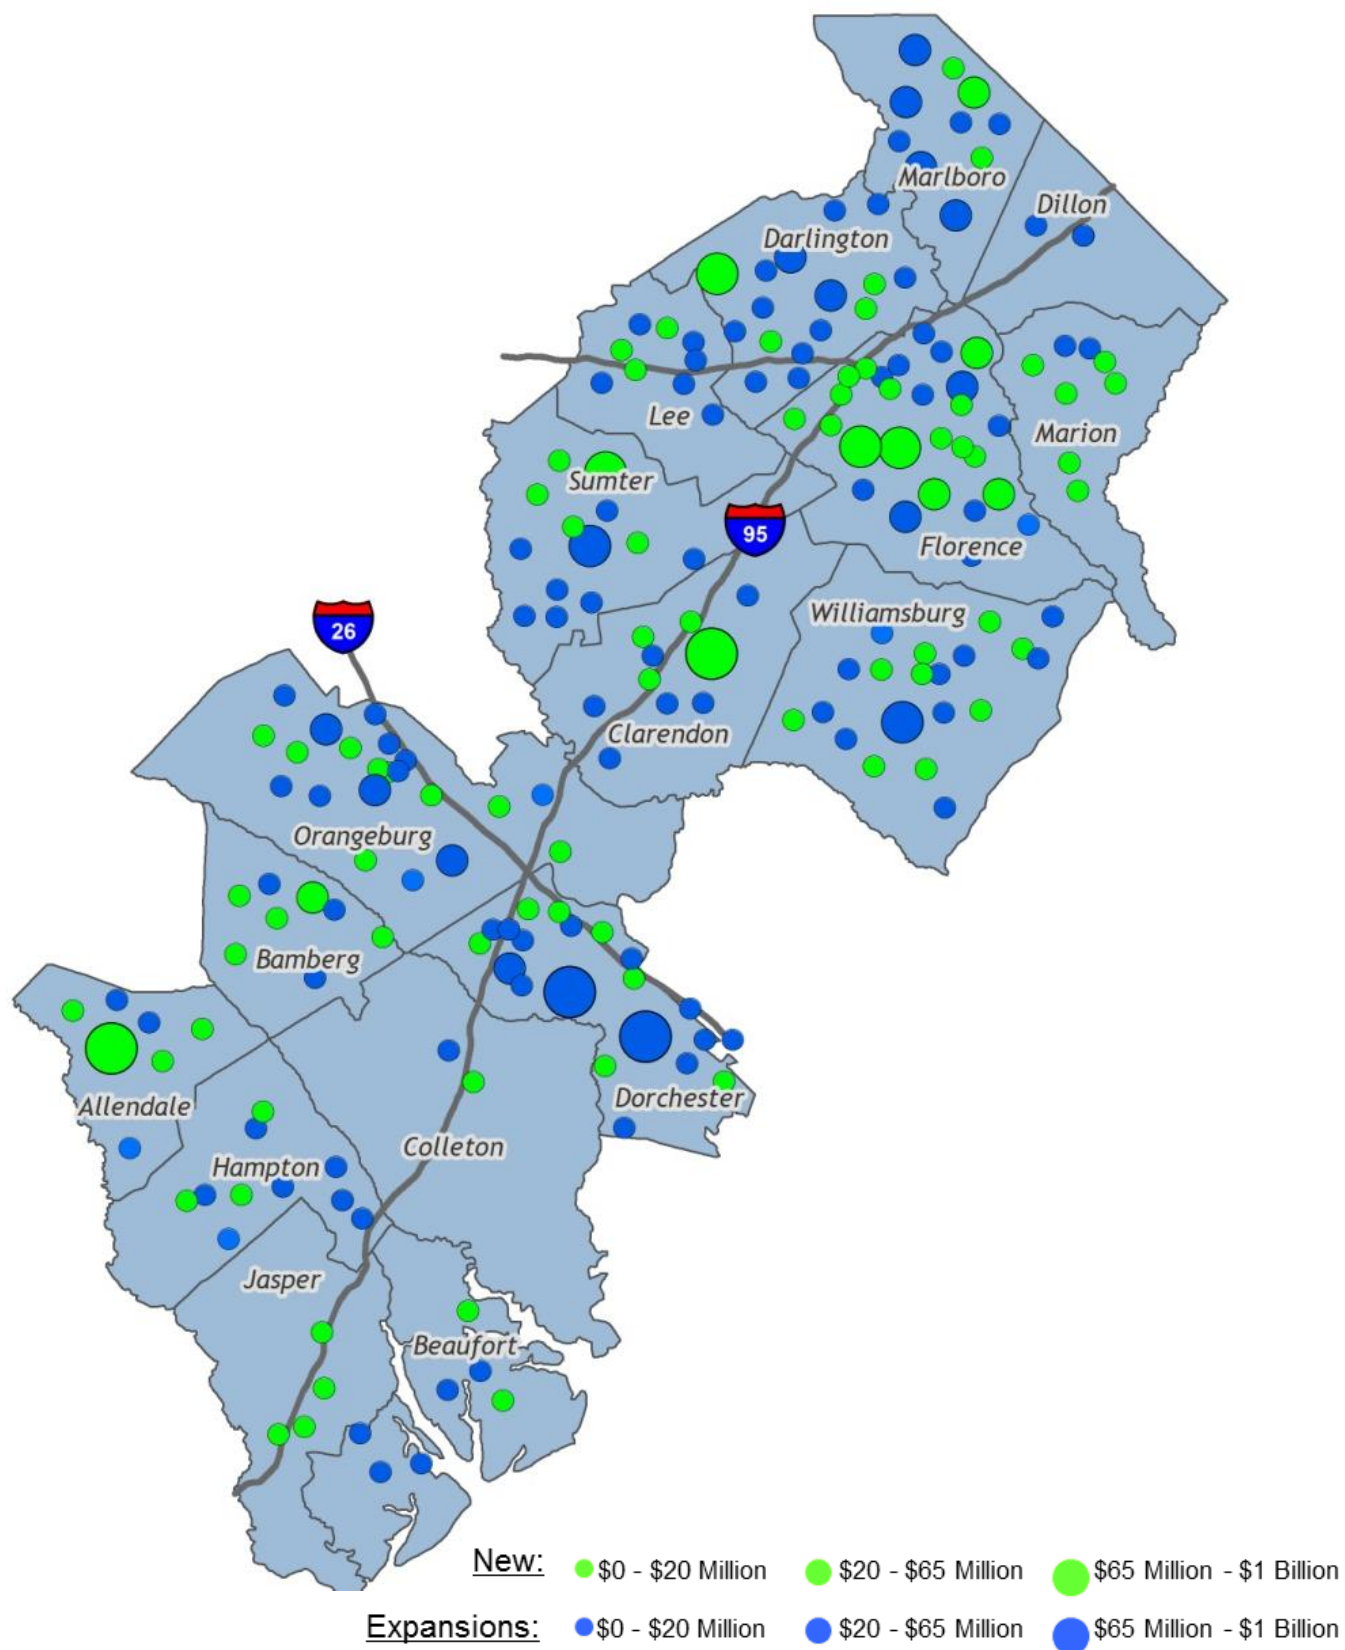 Marlboro
Dillon
Darlington
Lee
Marion
Sumter
95
Florence
Williamsburg
26
Clarendon
Orangeburg
Bamberg
Allendale
Dorchester
Colleton
Hampton
Jasper
Beaufort
New: $0 - $20 Million $20 - $65 Million $65 Million - $1 Billion
Expansions: $0 - $20 Million $20 - $65 Million $65 Million - $1 Billion